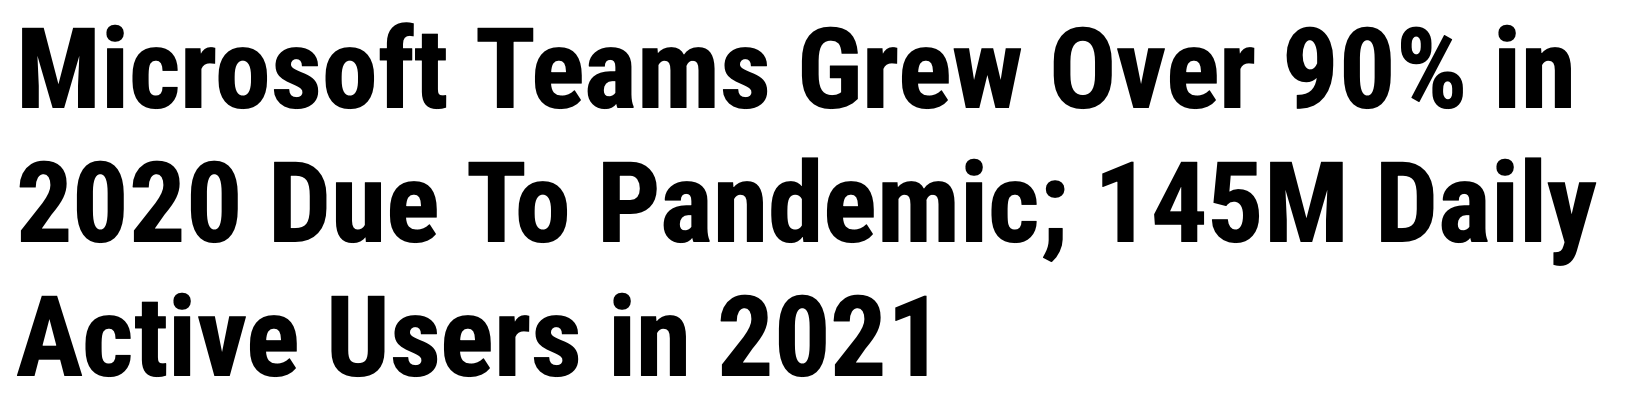 Microsoft Teams Grew Over 90% in
2020 Due To Pandemic; 145M Daily
Active Users in 2021